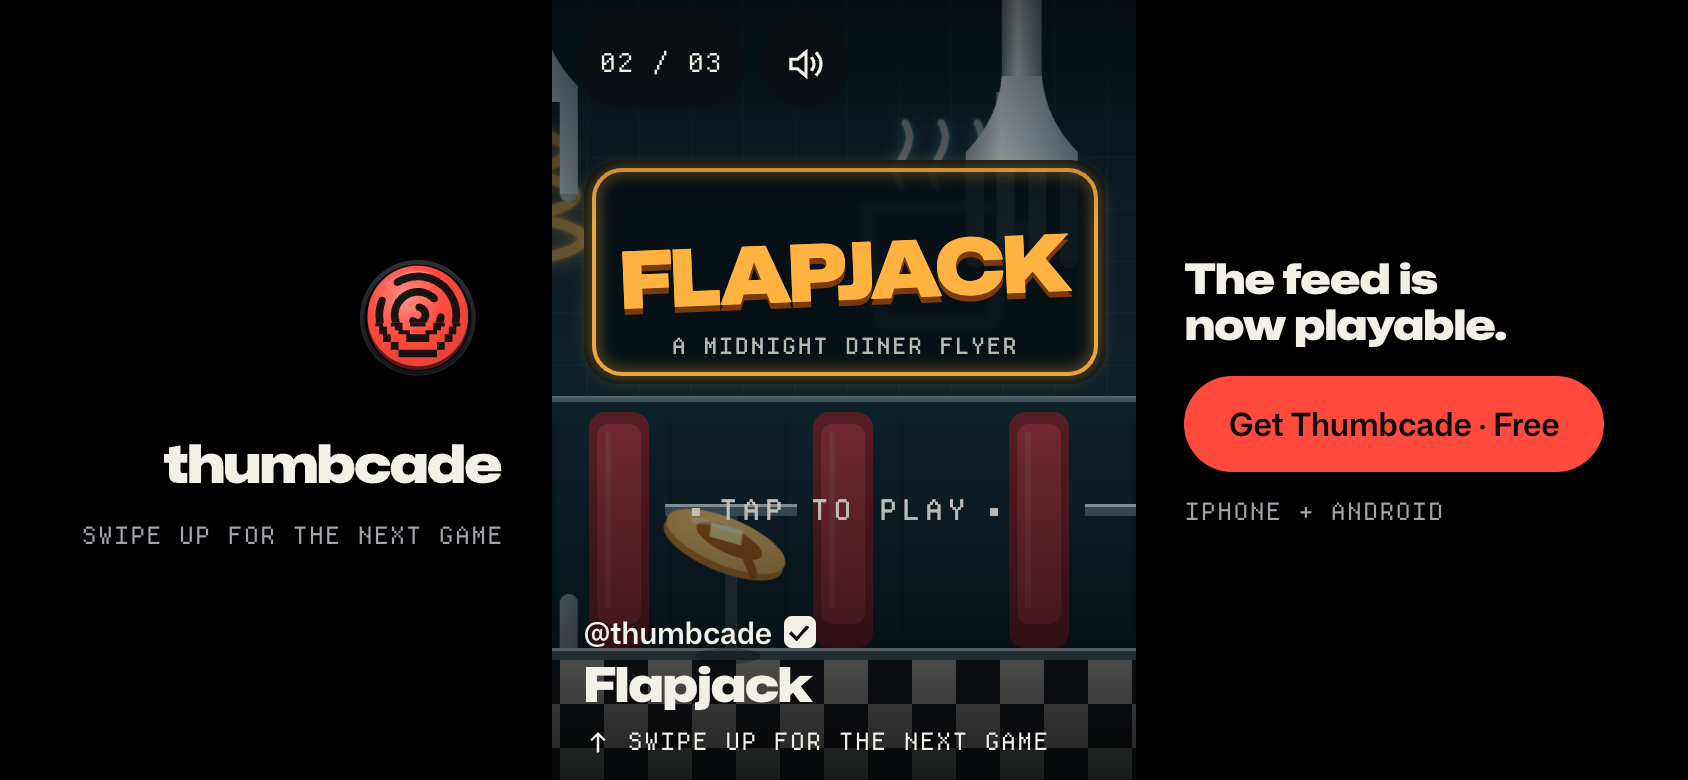 thumbcade
SWIPE UP FOR THE NEXT GAME
02 / 03
FLAPJACK
A MIDNIGHT DINER FLYER
▪ TAP TO PLAY ▪
@thumbcade
Flapjack
↑ SWIPE UP FOR THE NEXT GAME
The feed is
now playable.
Get Thumbcade · Free
IPHONE + ANDROID